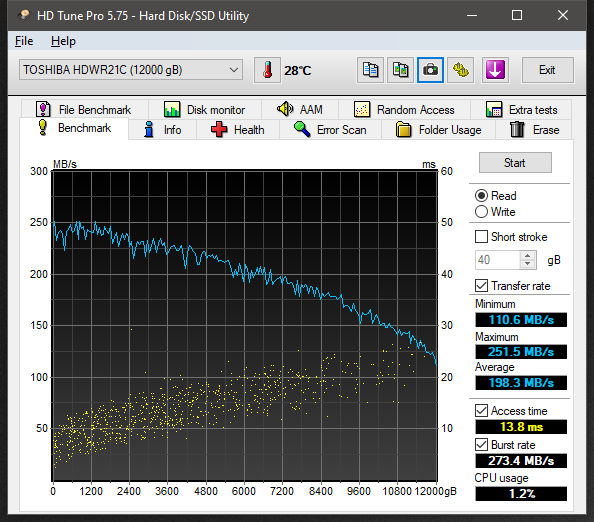 HD Tune Pro 5.75 - Hard Disk/SSD Utility
File Help
TOSHIBA HDWR21C (12000 gB)
28°C
Exit
File Benchmark
Disk monitor
AAM
Random Access
Extra tests
Benchmark
Info
Health
Error Scan
Folder Usage
Erase
MB/s
ms
300
250
200
150
100
50
60
50
40
30
20
10
0 1200 2400 3600 4800 6000 7200 8400 9600 10800 12000gB
Start
Read
Write
Short stroke
40 gB
Transfer rate
Minimum
110.6 MB/s
Maximum
251.5 MB/s
Average
198.3 MB/s
Access time
13.8 ms
Burst rate
273.4 MB/s
CPU usage
1.2%